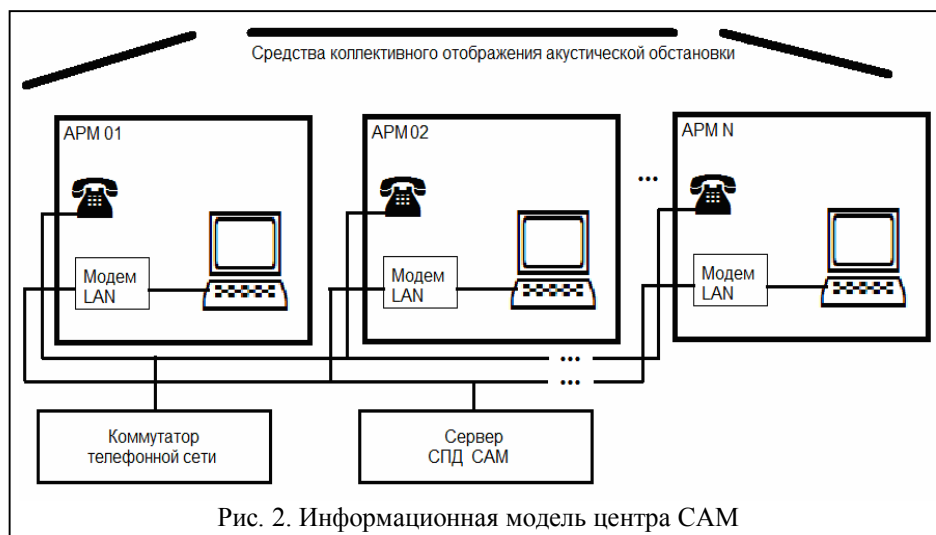 Средства коллективного отображения акустической обстановки
АРМ 01
АРМ 02
АРМ N
...
Модем
LAN
Модем
LAN
Модем
LAN
...
...
Коммутатор
телефонной сети
Сервер
СПД САМ
Рис. 2. Информационная модель центра САМ